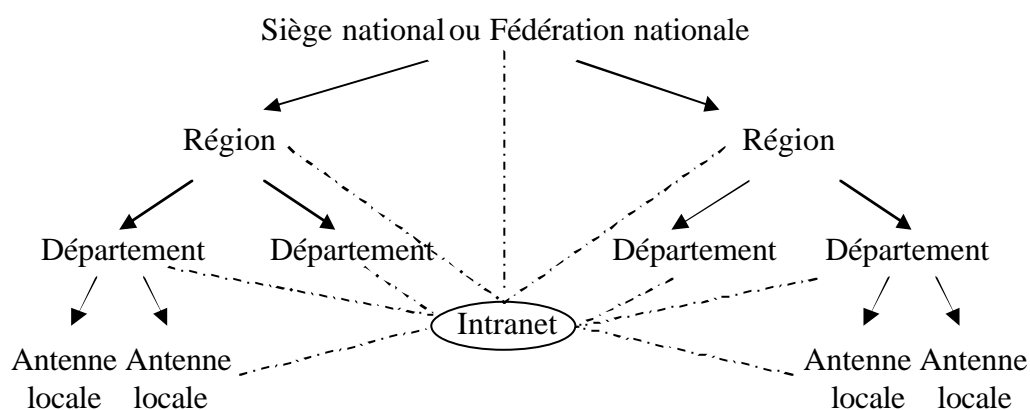 Siège national ou Fédération nationale
Région Région
Département Département Département Département
Intranet
Antenne Antenne Antenne Antenne
locale locale locale locale